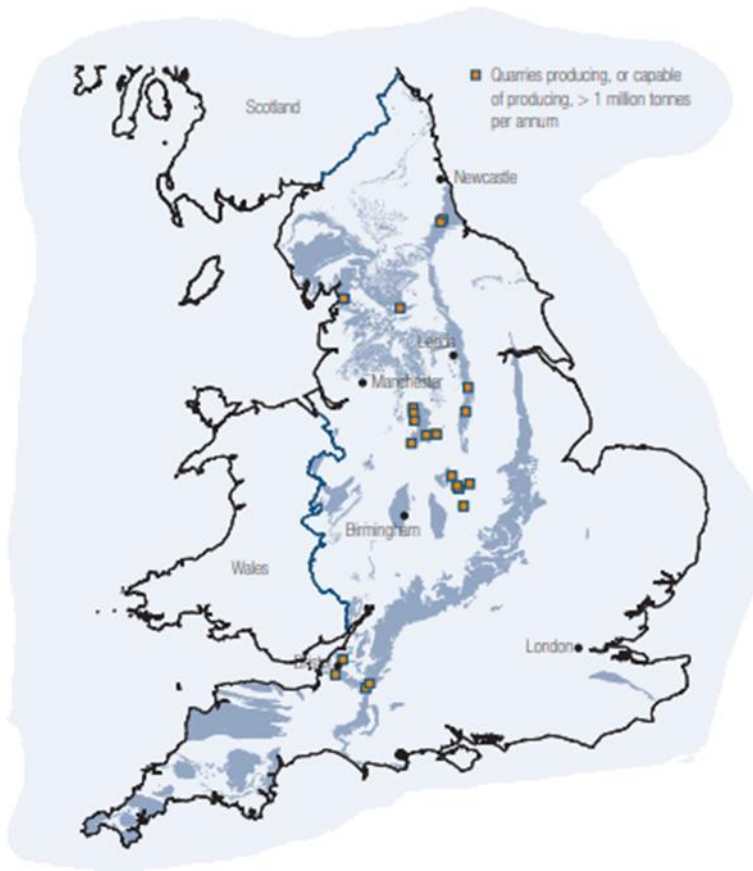 Scotland
Quarries producing, or capable
of producing, > 1 million tonnes
per annum
Newcastle
Leeds
Manchester
Birmingham
Wales
London